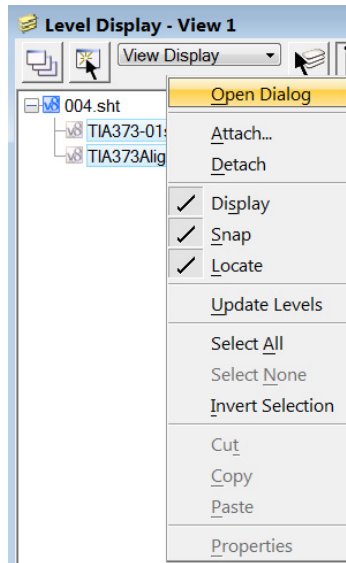 Level Display - View 1
View Display
004.sht
TIA373-01s
TIA373Alig
Open Dialog
Attach...
Detach
Display
Snap
Locate
Update Levels
Select All
Select None
Invert Selection
Cut
Copy
Paste
Properties